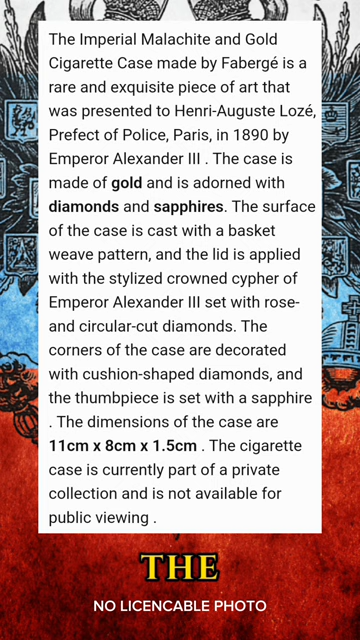 The Imperial Malachite and Gold
Cigarette Case made by Fabergé is a
rare and exquisite piece of art that
was presented to Henri-Auguste Lozé,
Prefect of Police, Paris, in 1890 by
Emperor Alexander III . The case is
made of gold and is adorned with
diamonds and sapphires. The surface
of the case is cast with a basket
weave pattern, and the lid is applied
with the stylized crowned cypher of
Emperor Alexander III set with rose-
and circular-cut diamonds. The
corners of the case are decorated
with cushion-shaped diamonds, and
the thumbpiece is set with a sapphire
. The dimensions of the case are
11cm x 8cm x 1.5cm . The cigarette
case is currently part of a private
collection and is not available for
public viewing .
THE
NO LICENCABLE PHOTO